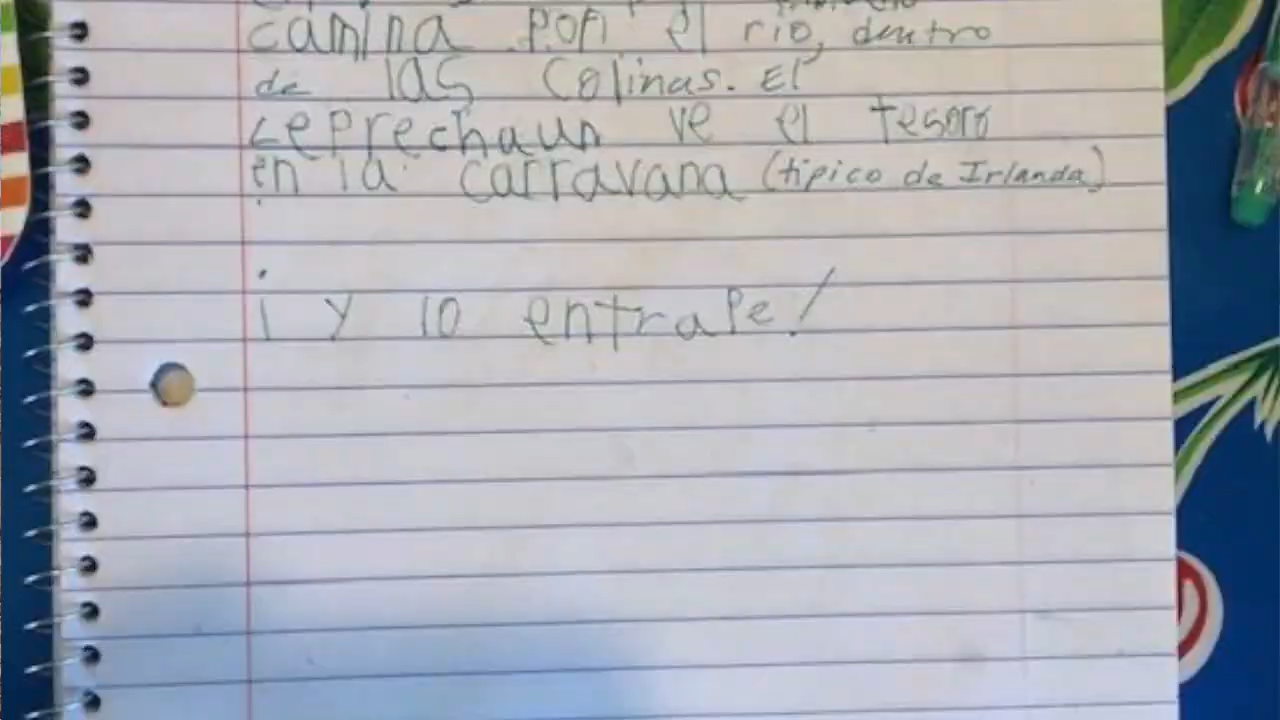 camina por el rio, dentro
de las Colinas. El
Leprechaun ve el tesoro
en la carravana (tipico de Irlanda)
¡Y lo entrape!